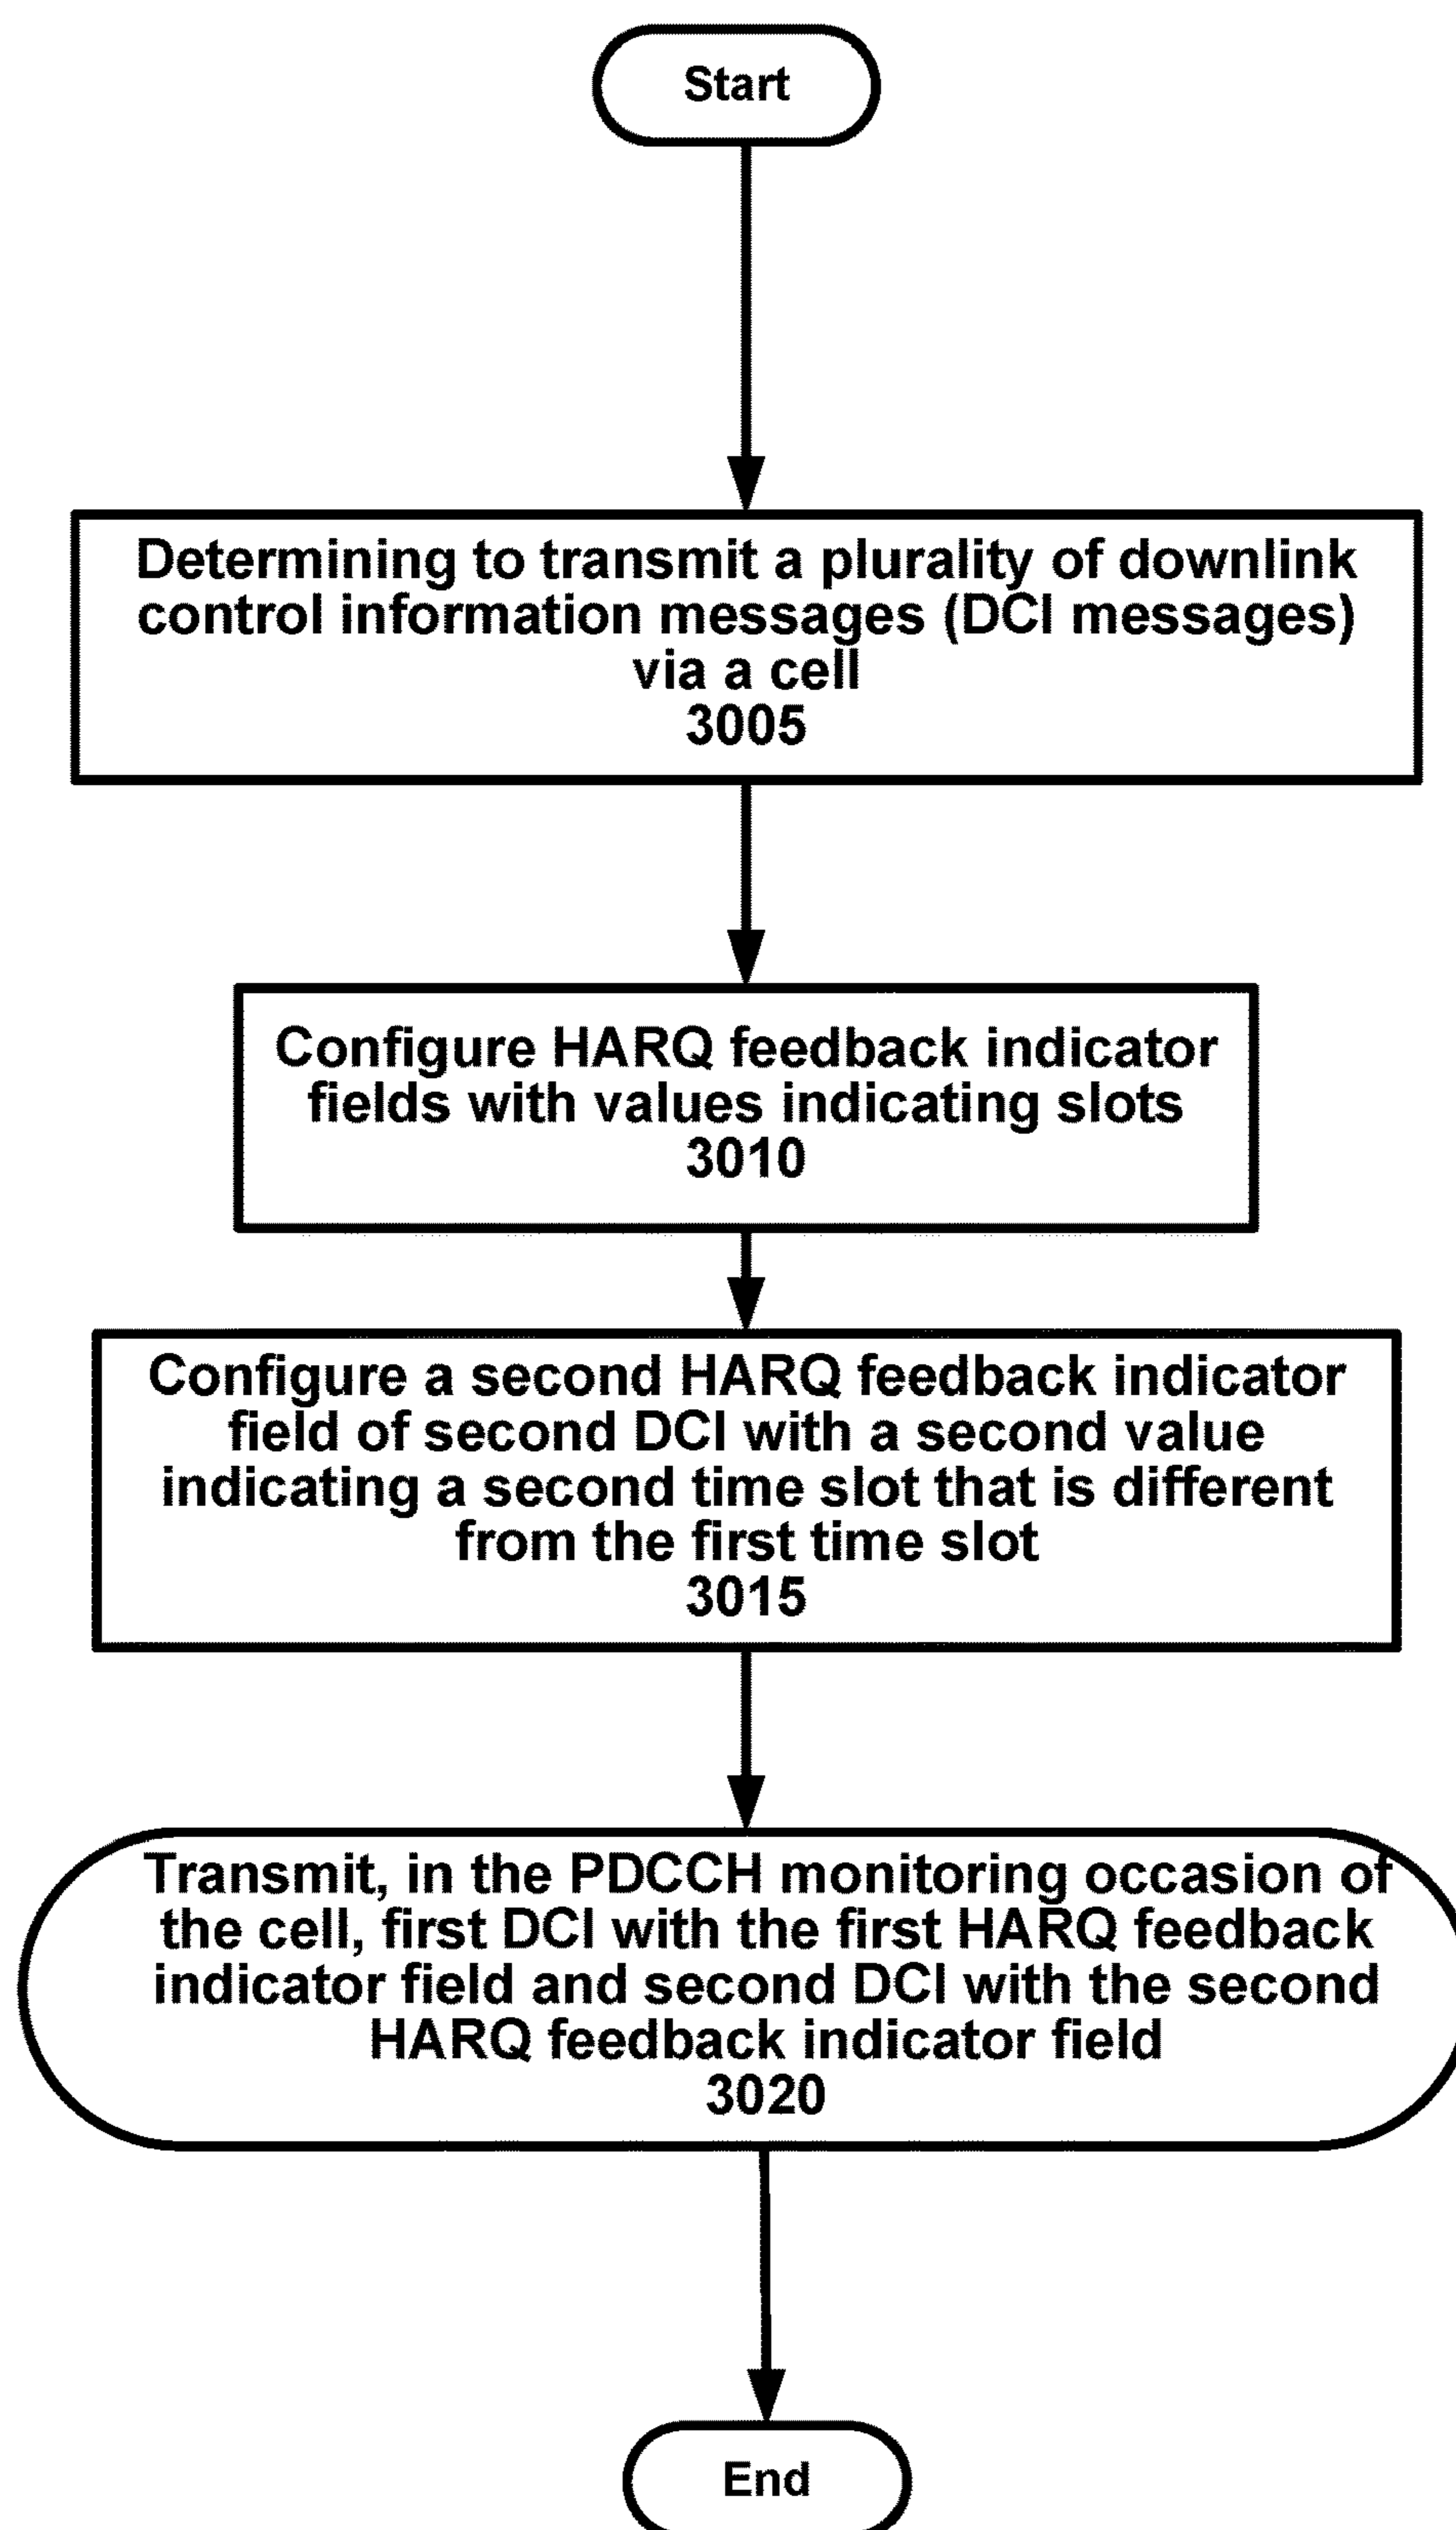 Start
Determining to transmit a plurality of downlink
control information messages (DCI messages)
via a cell
3005
Configure HARQ feedback indicator
fields with values indicating slots
3010
Configure a second HARQ feedback indicator
field of second DCI with a second value
indicating a second time slot that is different
from the first time slot
3015
Transmit, in the PDCCH monitoring occasion of
the cell, first DCI with the first HARQ feedback
indicator field and second DCI with the second
HARQ feedback indicator field
3020
End